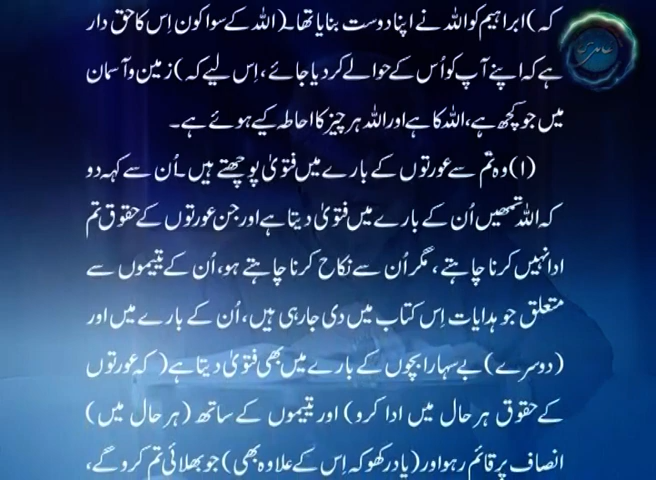 کہ) ابراہیم کو اللہ نے اپنا دوست بنایا تھا۔ (اللہ کے سوا کون اِس کا حق دار
ہے کہ اپنے آپ کو اُس کے حوالے کر دیا جائے، اِس لیے کہ) زمین و آسمان
میں جو کچھ ہے، اللہ کا ہے اور اللہ ہر چیز کا احاطہ کیے ہوئے ہے۔
(۱) وہ تم سے عورتوں کے بارے میں فتویٰ پوچھتے ہیں۔ اُن سے کہہ دو
کہ اللہ تمھیں اُن کے بارے میں فتویٰ دیتا ہے اور جن عورتوں کے حقوق تم
ادا نہیں کرنا چاہتے، مگر اُن سے نکاح کرنا چاہتے ہو، اُن کے یتیموں سے
متعلق جو ہدایات اِس کتاب میں دی جا رہی ہیں، اُن کے بارے میں اور
(دوسرے) بے سہارا بچوں کے بارے میں بھی فتویٰ دیتا ہے (کہ عورتوں
کے حقوق ہر حال میں ادا کرو) اور یتیموں کے ساتھ (ہر حال میں)
انصاف پر قائم رہو اور (یاد رکھو کہ اِس کے علاوہ بھی) جو بھلائی تم کرو گے،